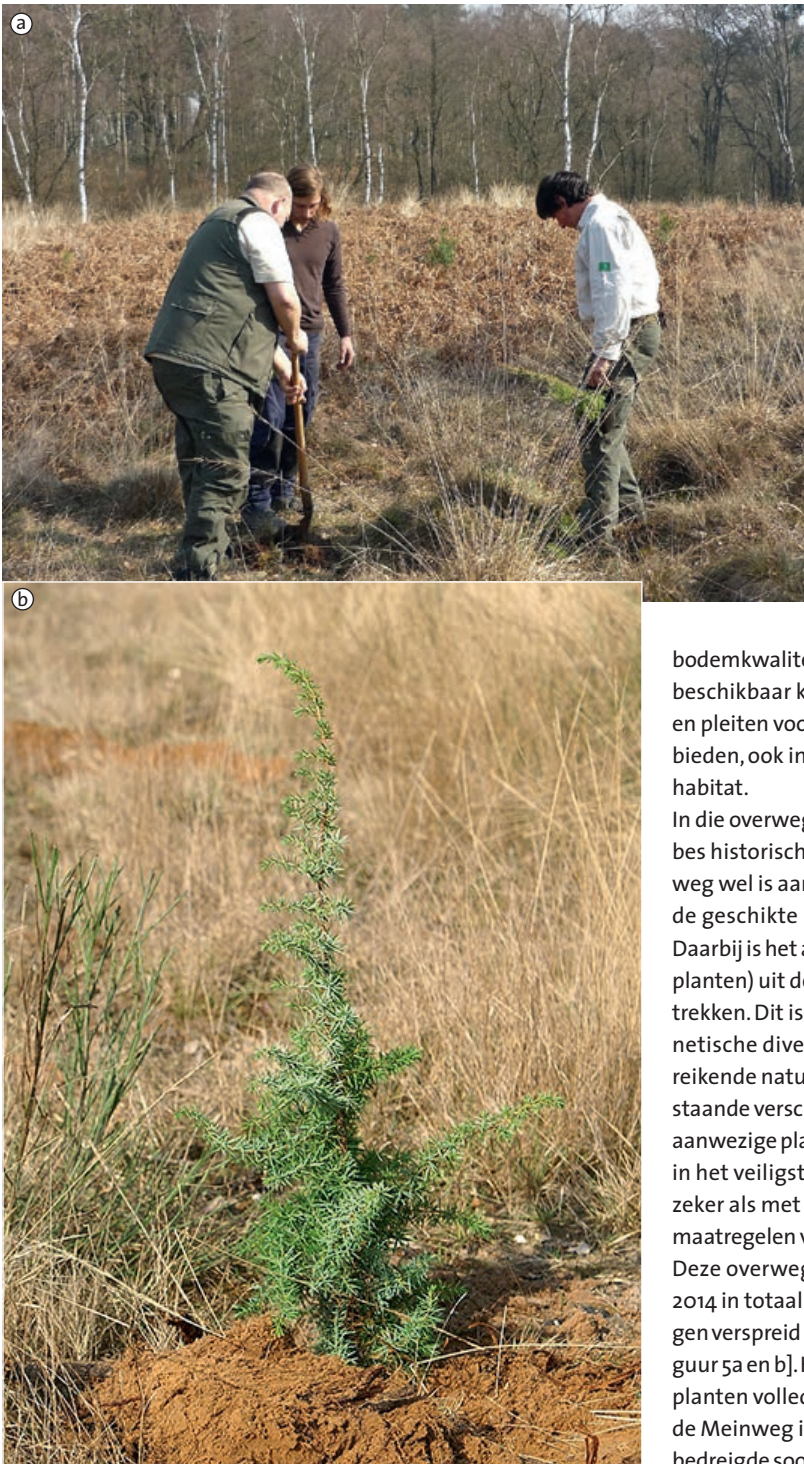 a
b
bodemkwalite
beschikbaar k
en pleiten voo
bieden, ook in
habitat.
In die overweg
bes historisch
weg wel is aan
de geschikte
Daarbij is het a
planten) uit de
trekken. Dit is
netische dive
reikende natu
staande versc
aanwezige pla
in het veiligst
zeker als met
maatregelen v
Deze overweg
2014 in totaal
gen verspreid
guur 5a en b].
planten volled
de Meinweg i
bedreigde soo